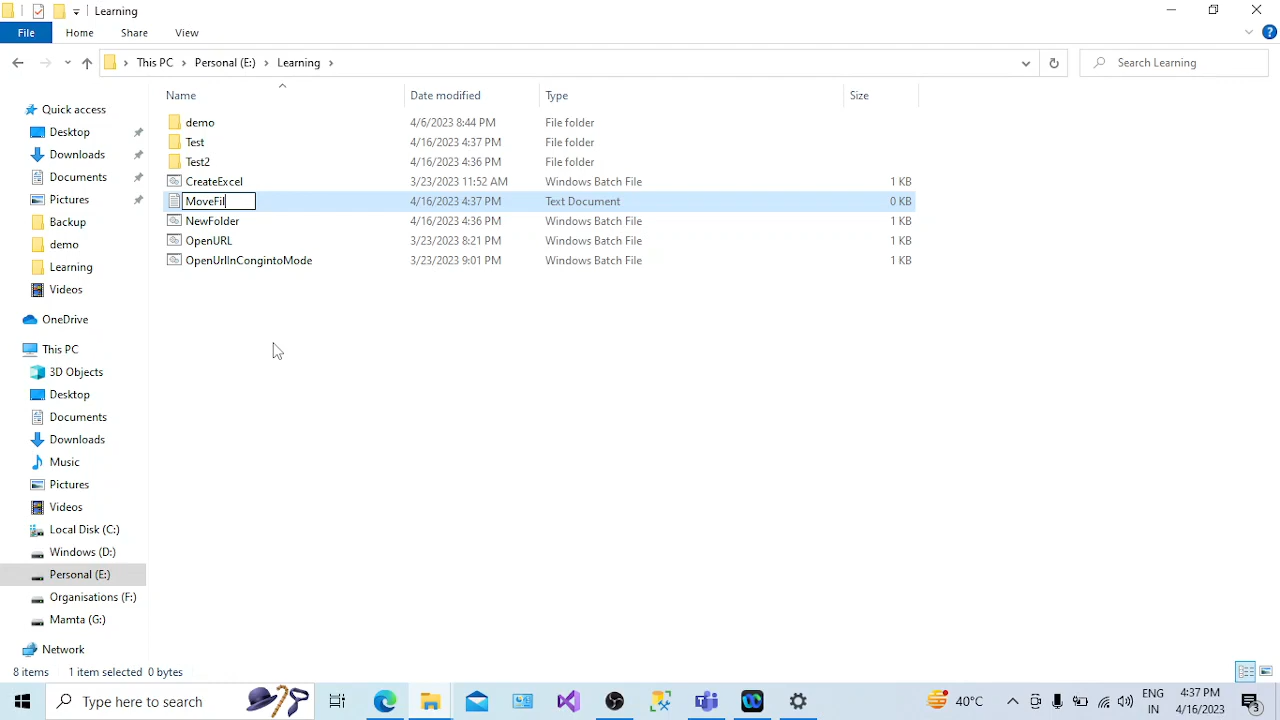 Learning
File Home Share View
This PC Personal (E:) Learning
Search Learning
Name Date modified Type Size
Quick access
Desktop
Downloads
Documents
Pictures
Backup
demo
Learning
Videos
OneDrive
This PC
3D Objects
Desktop
Documents
Downloads
Music
Pictures
Videos
Local Disk (C:)
Windows (D:)
Personal (E:)
Organisations (F:)
Mamta (G:)
Network
demo 4/6/2023 8:44 PM File folder
Test 4/16/2023 4:37 PM File folder
Test2 4/16/2023 4:36 PM File folder
CreateExcel 3/23/2023 11:52 AM Windows Batch File 1 KB
MoveFil 4/16/2023 4:37 PM Text Document 0 KB
NewFolder 4/16/2023 4:36 PM Windows Batch File 1 KB
OpenURL 3/23/2023 8:21 PM Windows Batch File 1 KB
OpenUrlInCongintoMode 3/23/2023 9:01 PM Windows Batch File 1 KB
8 items 1 item selected 0 bytes
Type here to search
40°C
ENG
IN
4:37 PM
4/16/2023
3